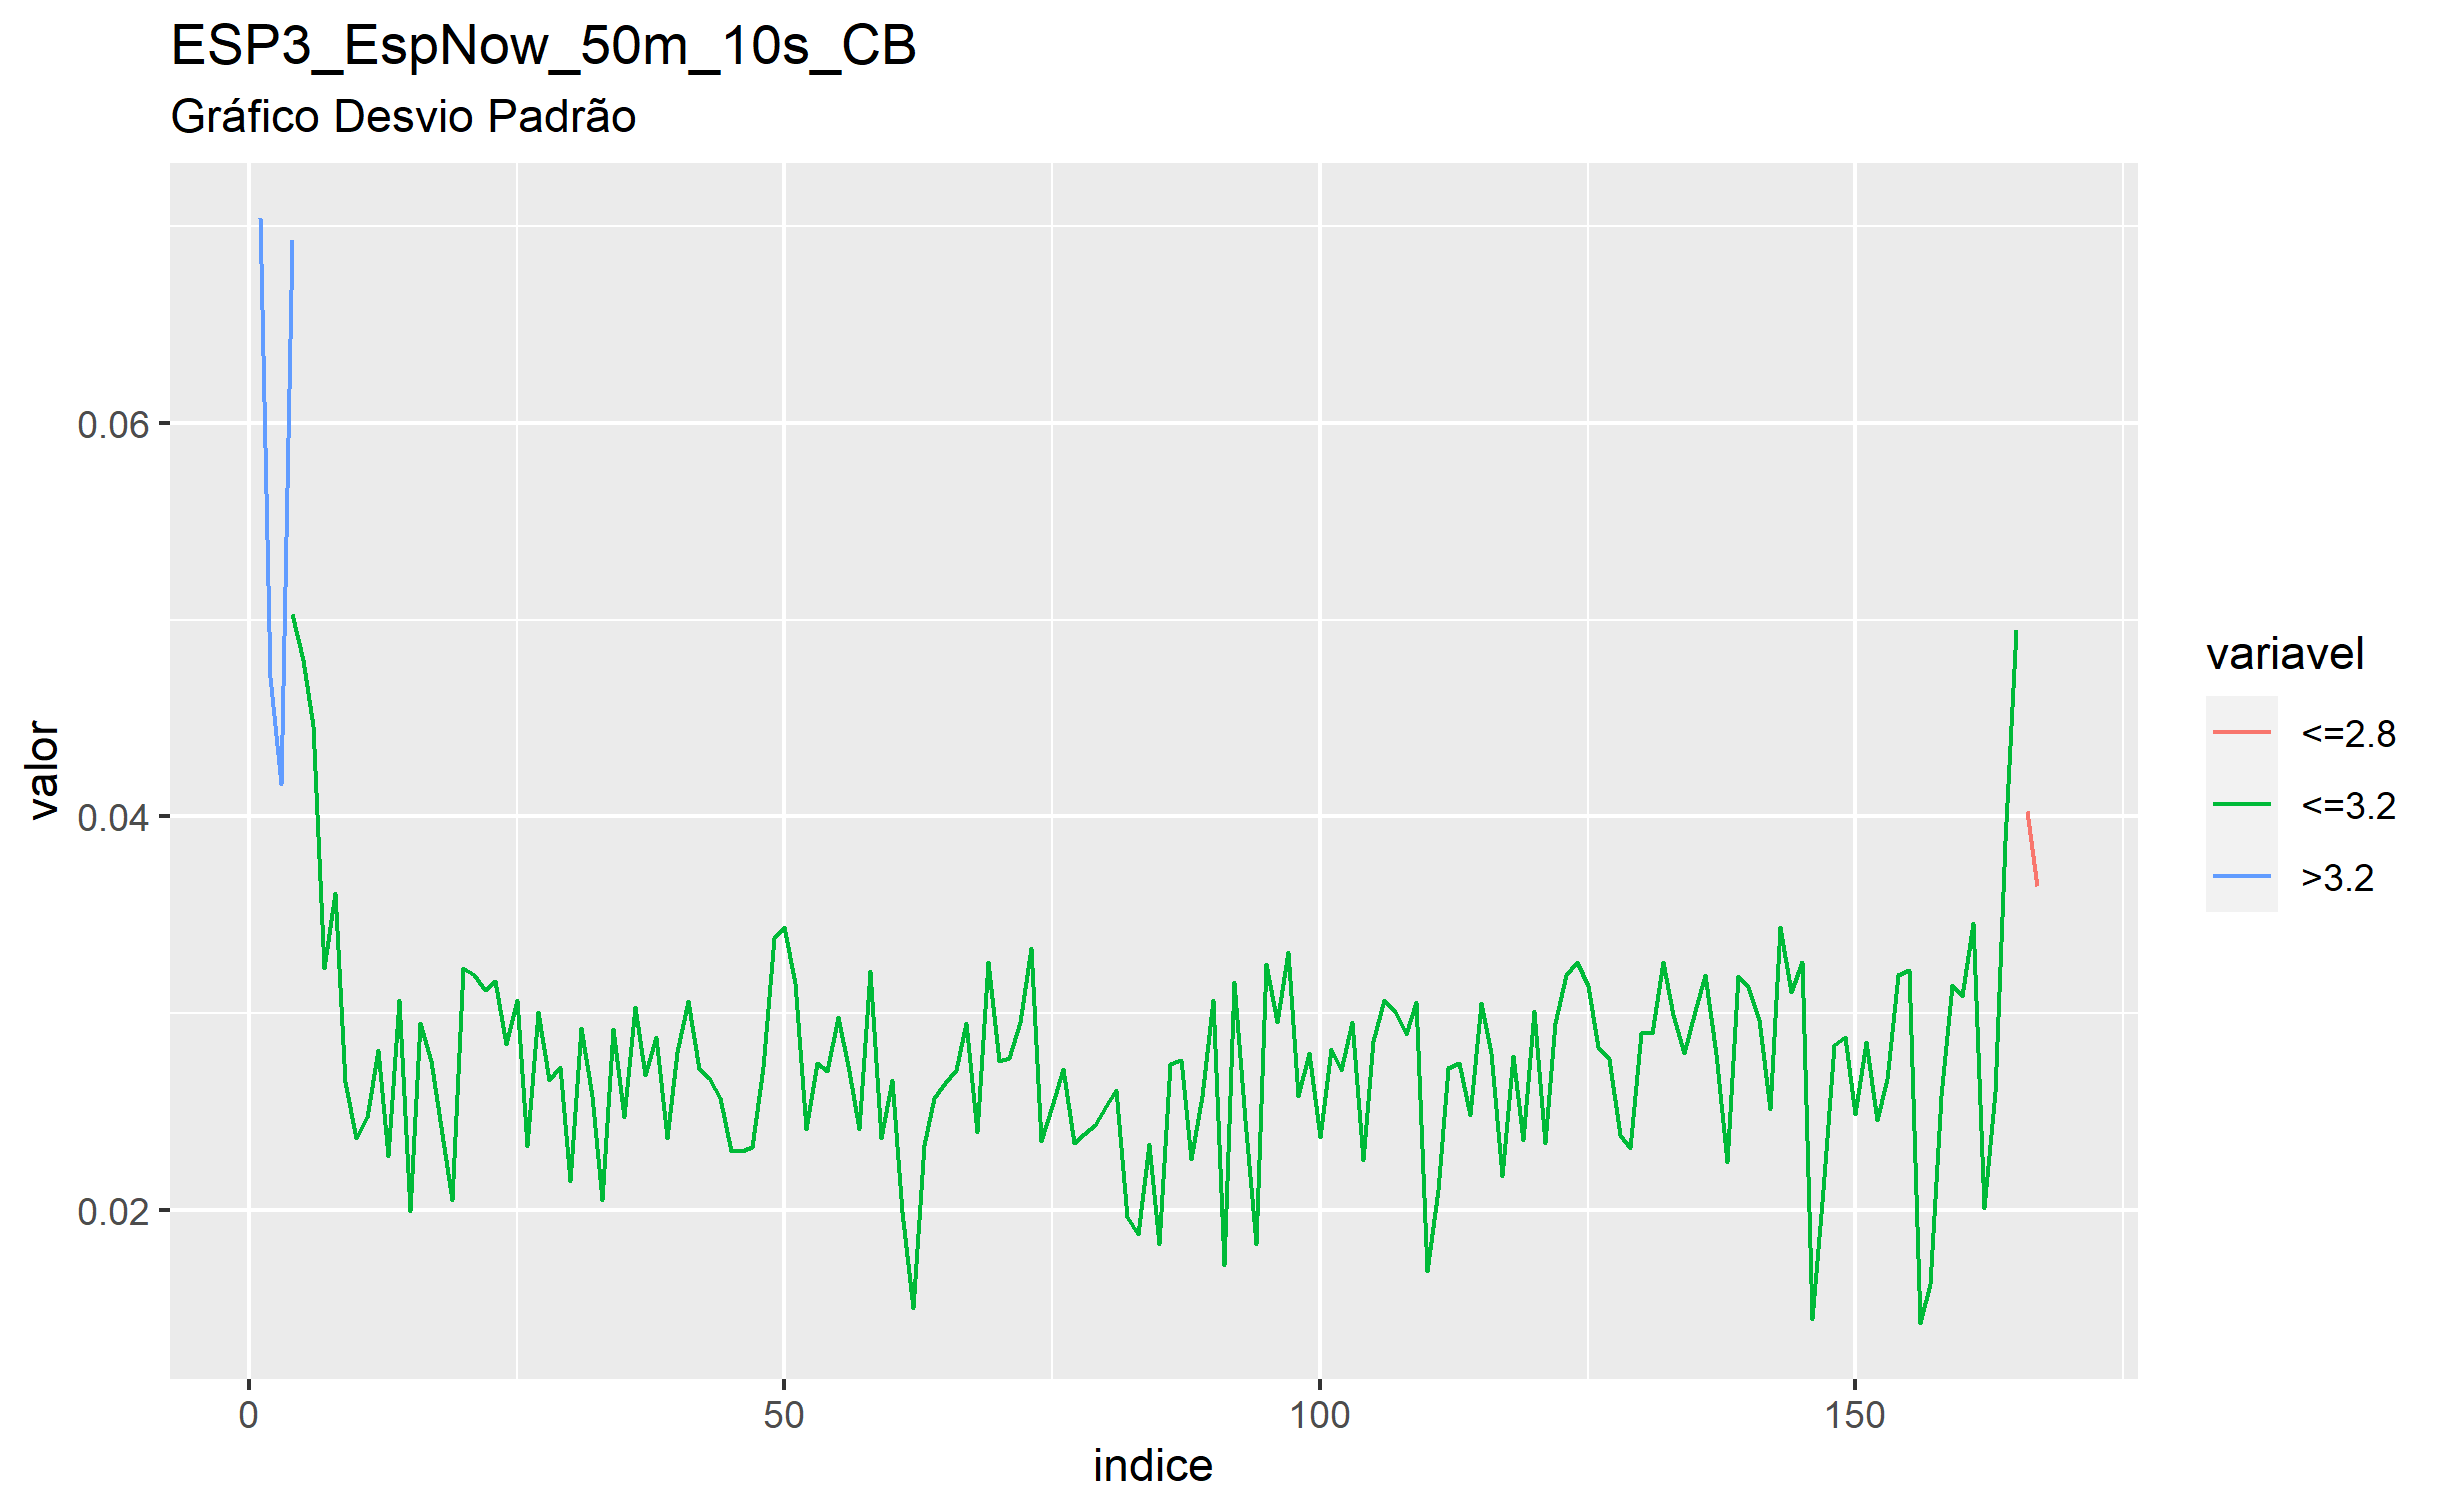 ESP3_EspNow_50m_10s_CB
Gráfico Desvio Padrão
valor
0.06
0.04
0.02
0
50
100
150
indice
variavel
<=2.8
<=3.2
>3.2